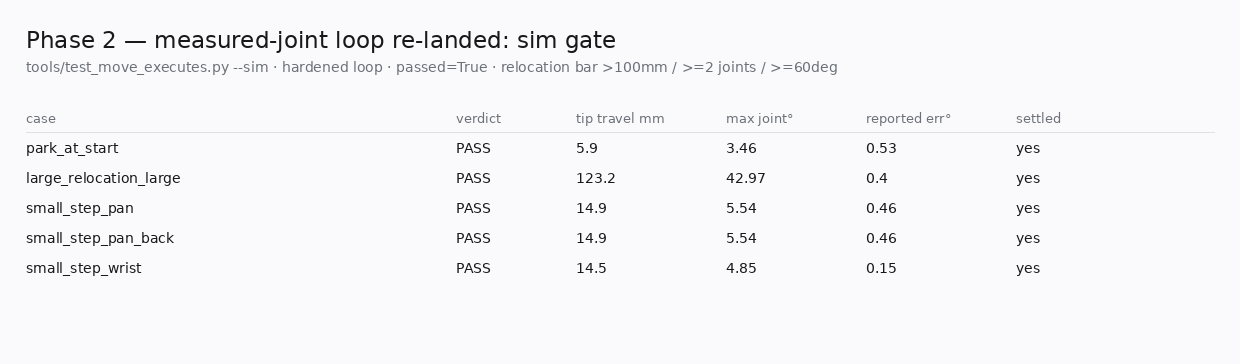 Phase 2 — measured-joint loop re-landed: sim gate
tools/test_move_executes.py --sim · hardened loop · passed=True · relocation bar >100mm / >=2 joints / >=60deg
case verdict tip travel mm max joint° reported err° settled
park_at_start PASS 5.9 3.46 0.53 yes
large_relocation_large PASS 123.2 42.97 0.4 yes
small_step_pan PASS 14.9 5.54 0.46 yes
small_step_pan_back PASS 14.9 5.54 0.46 yes
small_step_wrist PASS 14.5 4.85 0.15 yes